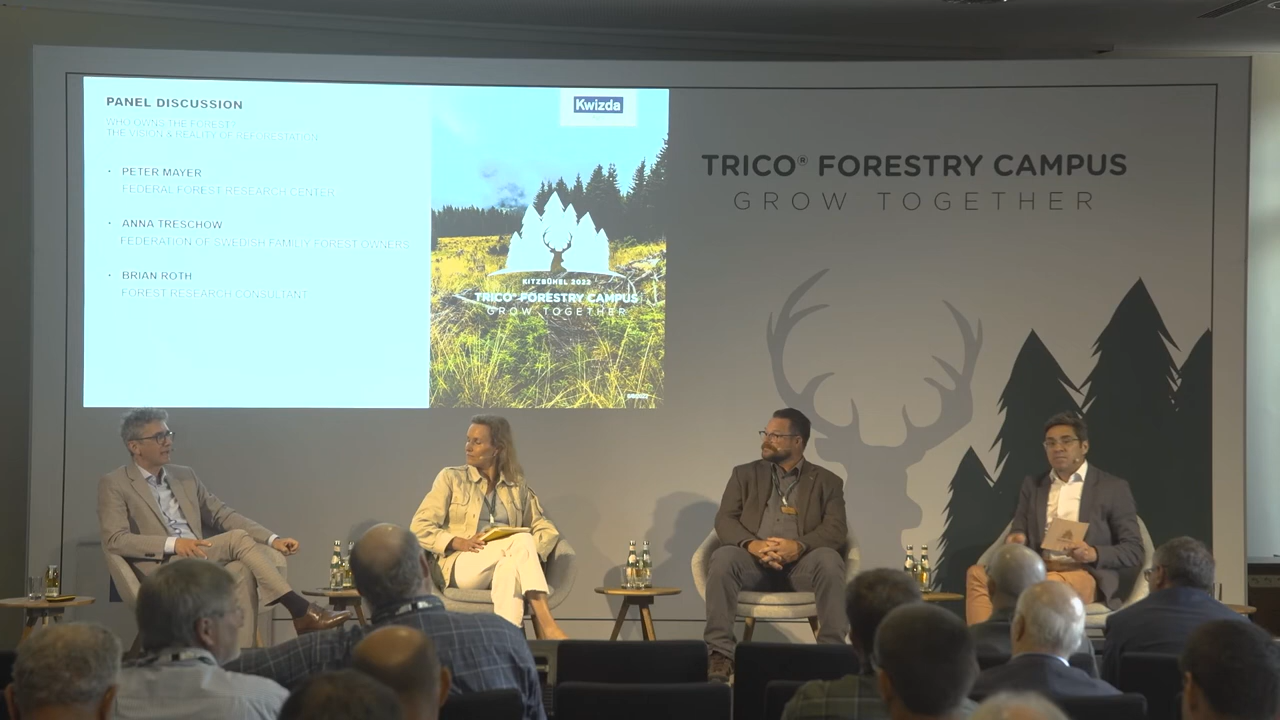 PANEL DISCUSSION
WHO OWNS THE FOREST?
THE VISION & REALITY OF REFORESTATION
• PETER MAYER
FEDERAL FOREST RESEARCH CENTER
• ANNA TRESCHOW
FEDERATION OF SWEDISH FAMILIY FOREST OWNERS
• BRIAN ROTH
FOREST RESEARCH CONSULTANT
Kwizda
KITZBÜHEL 2022
TRICO® FORESTRY CAMPUS
GROW TOGETHER
TRICO® FORESTRY CAMPUS
GROW TOGETHER